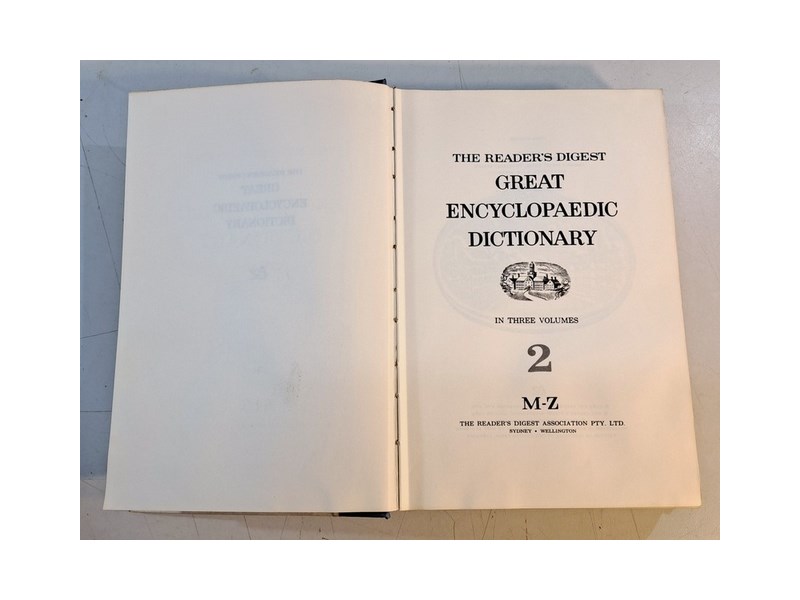 THE READER'S DIGEST
GREAT
ENCYCLOPAEDIC
DICTIONARY
IN THREE VOLUMES
2
M-Z
THE READER'S DIGEST ASSOCIATION PTY. LTD.
SYDNEY • WELLINGTON